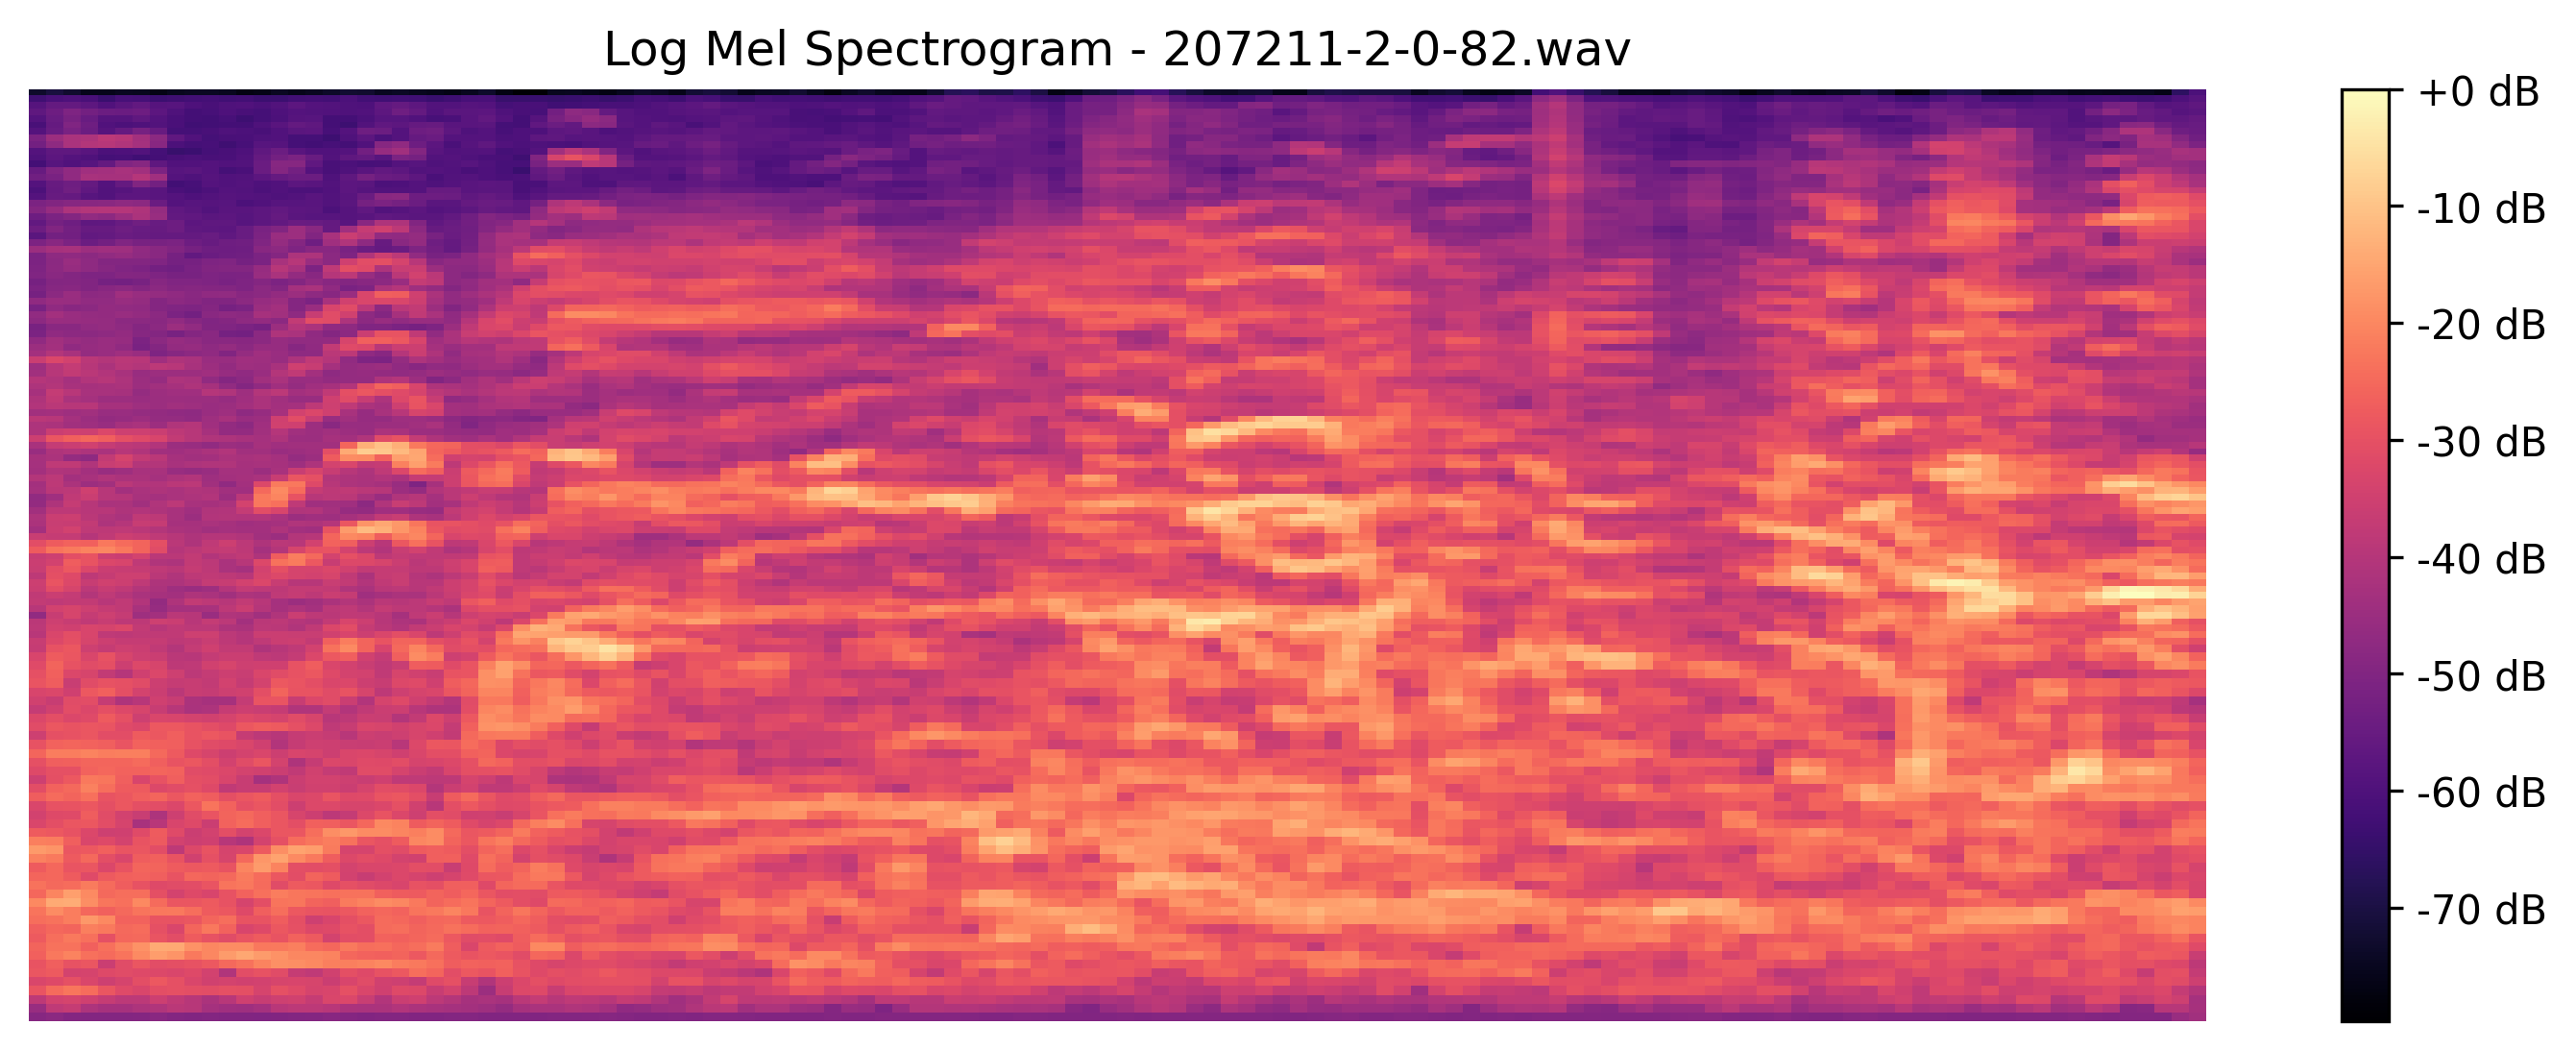 Log Mel Spectrogram - 207211-2-0-82.wav
+0 dB
-10 dB
-20 dB
-30 dB
-40 dB
-50 dB
-60 dB
-70 dB